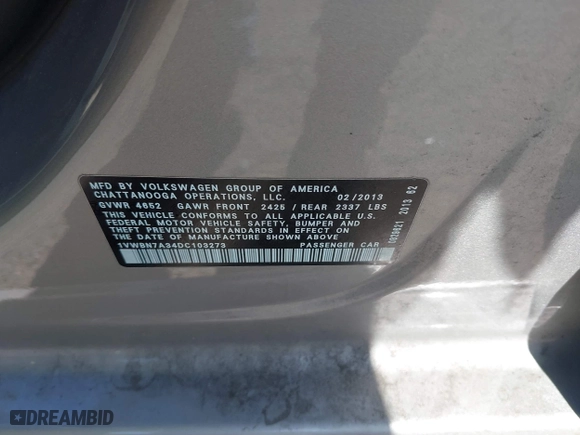 MFD BY VOLKSWAGEN GROUP OF AMERICA
CHATTANOOGA OPERATIONS, LLC. 02/2013
GVWR 4652 GAWR FRONT 2425 / REAR 2337 LBS
THIS VEHICLE CONFORMS TO ALL APPLICABLE U.S.
FEDERAL MOTOR VEHICLE SAFETY, BUMPER AND
THEFT PREVENTION STANDARDS IN EFFECT ON
THE DATE OF MANUFACTURE SHOWN ABOVE
1VWBN7A34DC103273 PASSENGER CAR
2013 62
DREAMBID